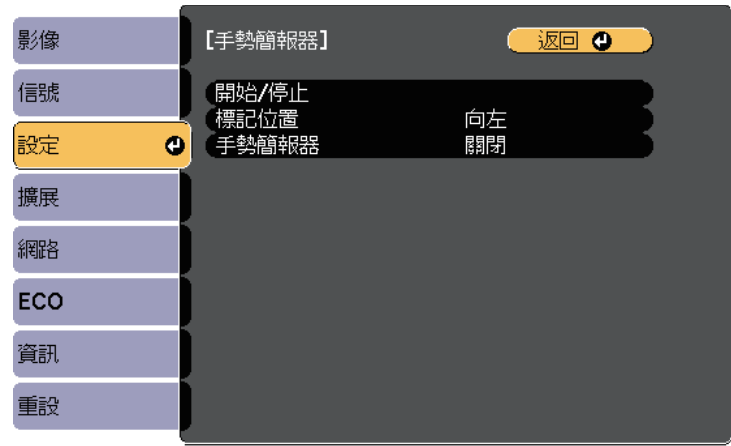 影像
信號
設定
擴展
網路
ECO
資訊
重設
[手勢簡報器]
返回
開始/停止
標記位置 向左
手勢簡報器 關閉